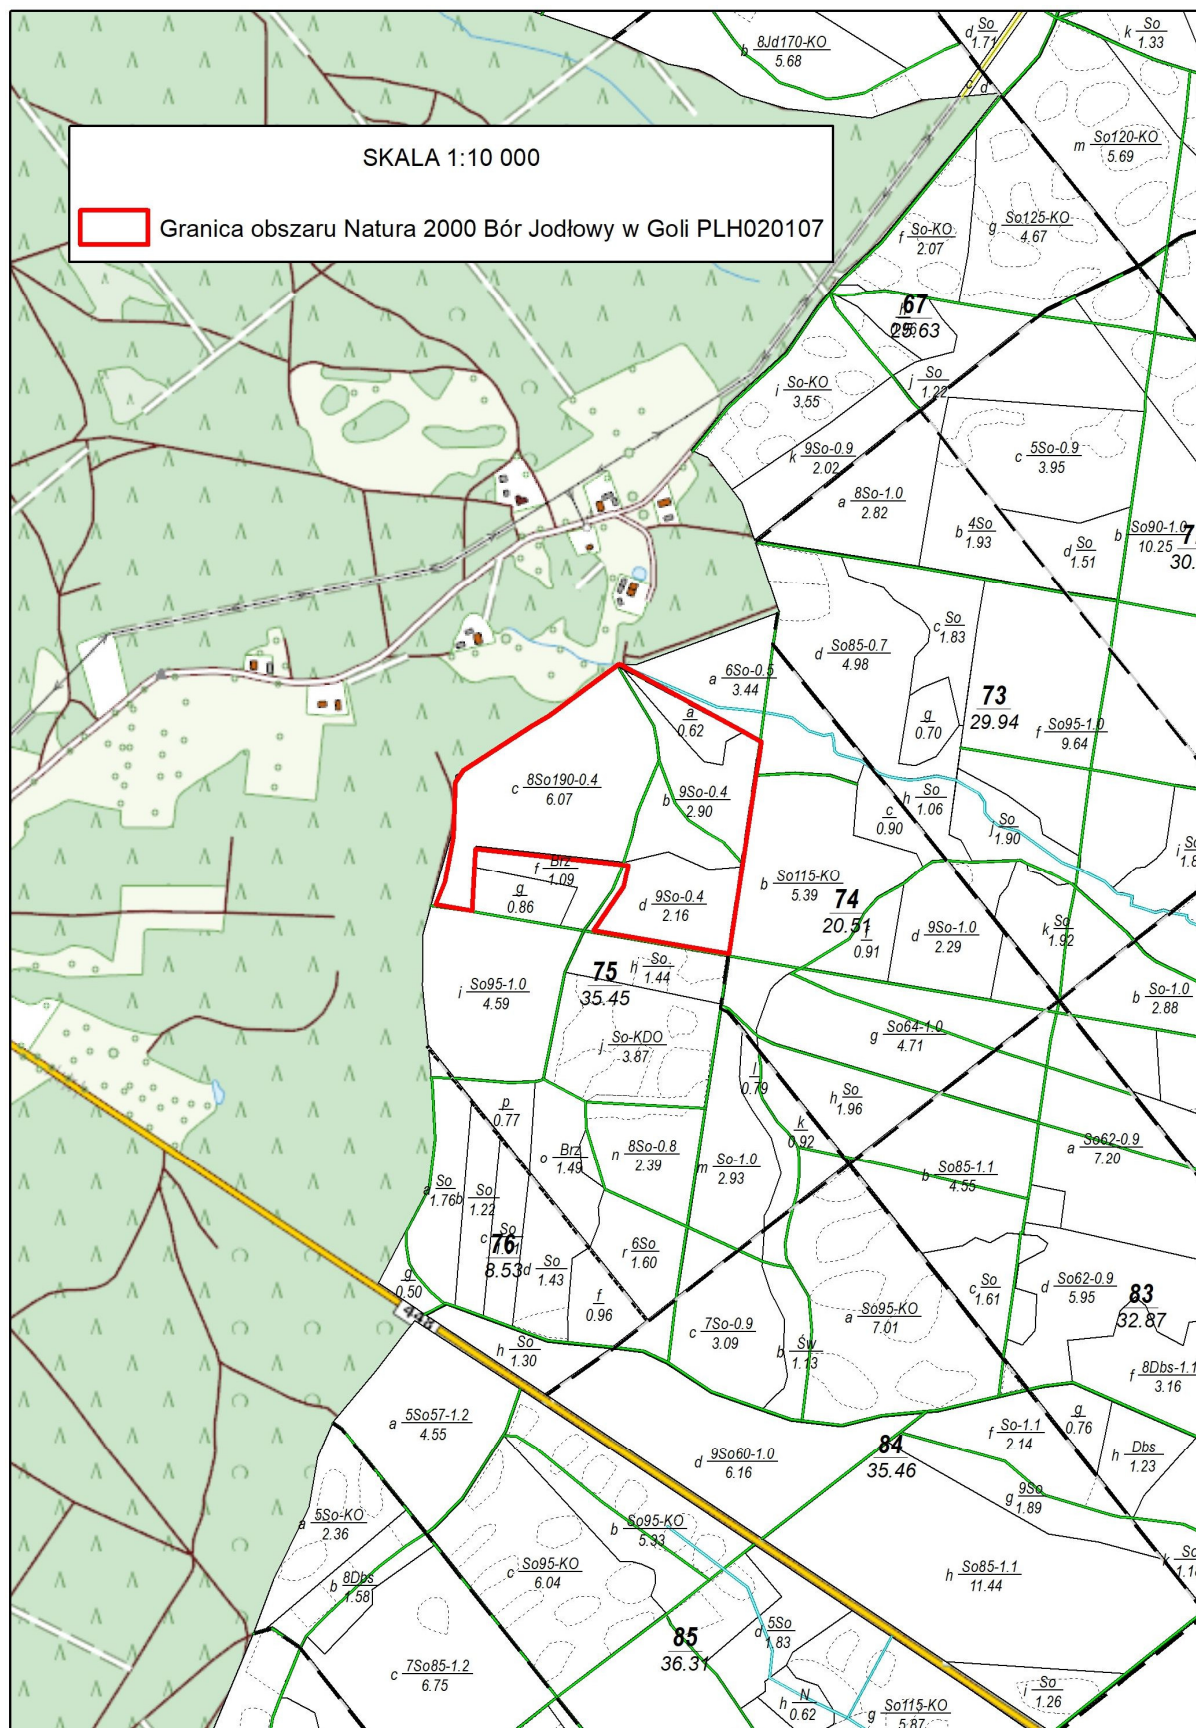 SKALA 1:10 000
Granica obszaru Natura 2000 Bór Jodłowy w Goli PLH020107
b 8Jd170-KO
5.68
d So
1.71
k So
1.33
c
d
m So120-KO
5.69
f So-KO
2.07
g So125-KO
4.67
67
29.63
i So-KO
3.55
j So
1.22
k 9So-0.9
2.02
a 8So-1.0
2.82
c 5So-0.9
3.95
b 4So
1.93
d So
1.51
b So90-1.0
10.25
30.
c So
1.83
d So85-0.7
4.98
a 6So-0.5
3.44
73
29.94
g
0.70
f So95-1.0
9.64
a
0.62
c 8So190-0.4
6.07
b 9So-0.4
2.90
h So
1.06
c
0.90
j So
1.90
i So
1.8
f Brz
1.09
g
0.86
d 9So-0.4
2.16
b So115-KO
5.39
74
20.51
f
0.91
d 9So-1.0
2.29
k So
1.92
75
35.45
h So
1.44
i So95-1.0
4.59
b So-1.0
2.88
g So64-1.0
4.71
j So-KDO
3.87
l
0.79
h So
1.96
p
0.77
k
0.92
o Brz
1.49
n 8So-0.8
2.39
m So-1.0
2.93
a So62-0.9
7.20
b So85-1.1
4.55
a So
1.76
b So
1.22
c So
76
8.53
d So
1.43
r 6So
1.60
g
0.50
f
0.96
448
c So
1.61
d So62-0.9
5.95
83
32.87
a So95-KO
7.01
c 7So-0.9
3.09
b Św
1.13
h So
1.30
f 8Dbs-1.1
3.16
a 5So57-1.2
4.55
d 9So60-1.0
6.16
84
35.46
f So-1.1
2.14
g
0.76
h Dbs
1.23
g 9So
1.89
a 5So-KO
2.36
b So95-KO
5.33
c So95-KO
6.04
b 8Dbs
1.58
h So85-1.1
11.44
k So
1.1
85
36.31
d 5So
1.83
c 7So85-1.2
6.75
h N
0.62
g So115-KO
5.87
i So
1.26